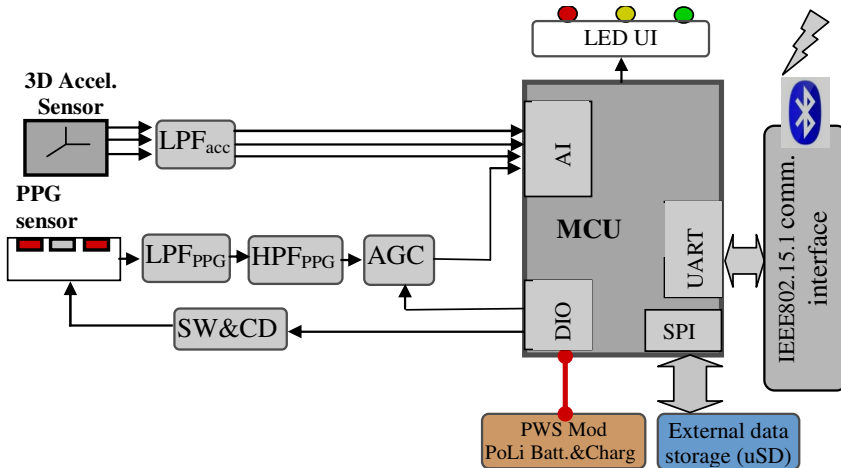 LED UI
3D Accel.
Sensor
LPFacc
AI
PPG
sensor
MCU
LPFPPG
HPFPPG
AGC
UART
IEEE802.15.1 comm.
interface
DIO
SW&CD
SPI
PWS Mod
PoLi Batt.&Charg
External data
storage (uSD)